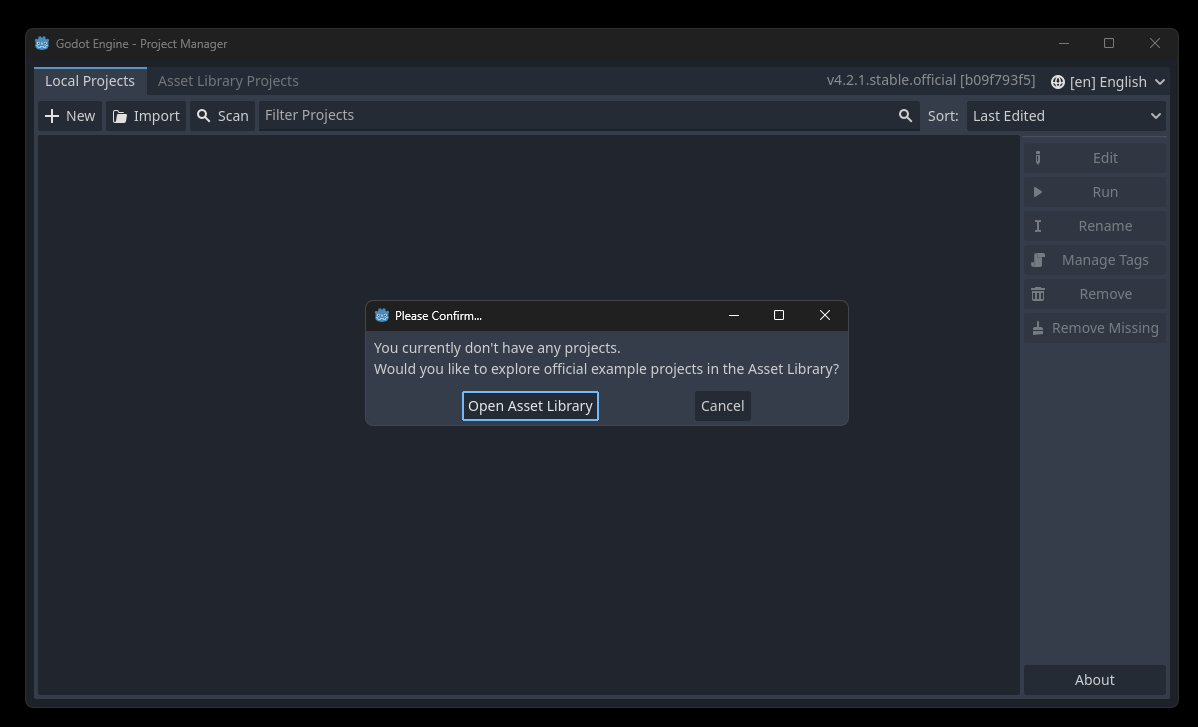 Godot Engine - Project Manager
Local Projects Asset Library Projects v4.2.1.stable.official [b09f793f5] [en] English
New Import Scan Filter Projects Sort: Last Edited
Edit
Run
Rename
Manage Tags
Remove
Remove Missing
Please Confirm...
You currently don't have any projects.
Would you like to explore official example projects in the Asset Library?
Open Asset Library Cancel
About